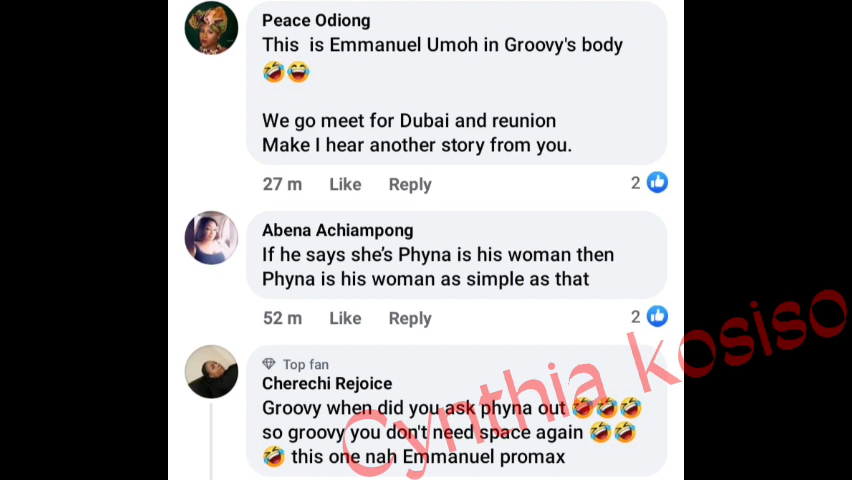 Peace Odiong
This is Emmanuel Umoh in Groovy's body
🤣😂
We go meet for Dubai and reunion
Make I hear another story from you.
27 m Like Reply 2
Abena Achiampong
If he says she’s Phyna is his woman then
Phyna is his woman as simple as that
52 m Like Reply 2
Top fan
Cherechi Rejoice
Groovy when did you ask phyna out 🤣🤣🤣
so groovy you don't need space again 🤣🤣
🤣 this one nah Emmanuel promax
Cynthia kosiso